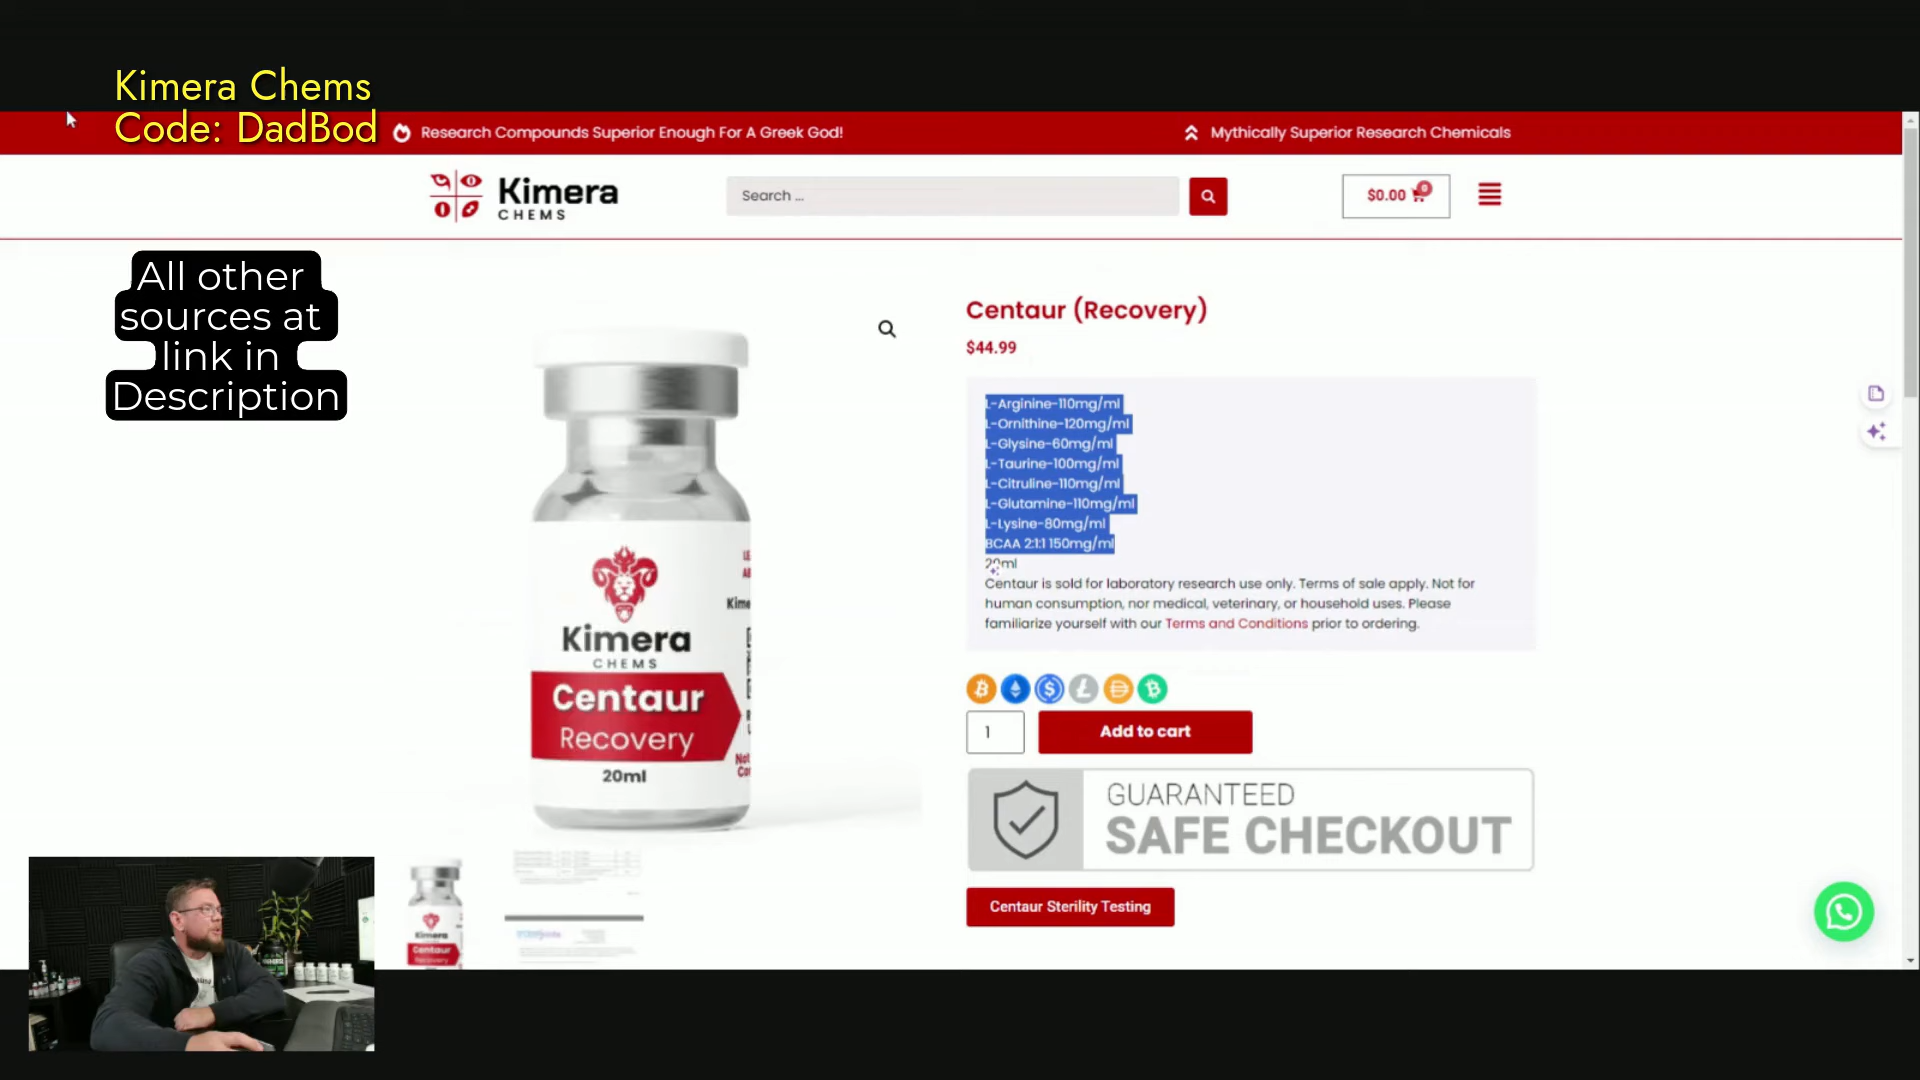 Kimera Chems
Code: DadBod
Research Compounds Superior Enough For A Greek God!
Mythically Superior Research Chemicals
Kimera
CHEMS
Search ...
$0.00
0
All other
sources at
link in
Description
Centaur (Recovery)
$44.99
L-Arginine-110mg/ml
L-Ornithine-120mg/ml
L-Glysine-60mg/ml
L-Taurine-100mg/ml
L-Citruline-110mg/ml
L-Glutamine-110mg/ml
L-Lysine-80mg/ml
BCAA 2:1:1 150mg/ml
20ml
Centaur is sold for laboratory research use only. Terms of sale apply. Not for
human consumption, nor medical, veterinary, or household uses. Please
familiarize yourself with our Terms and Conditions prior to ordering.
Kimera
CHEMS
Centaur
Recovery
20ml
1
Add to cart
GUARANTEED
SAFE CHECKOUT
Centaur Sterility Testing
Kimera
Centaur
Recovery